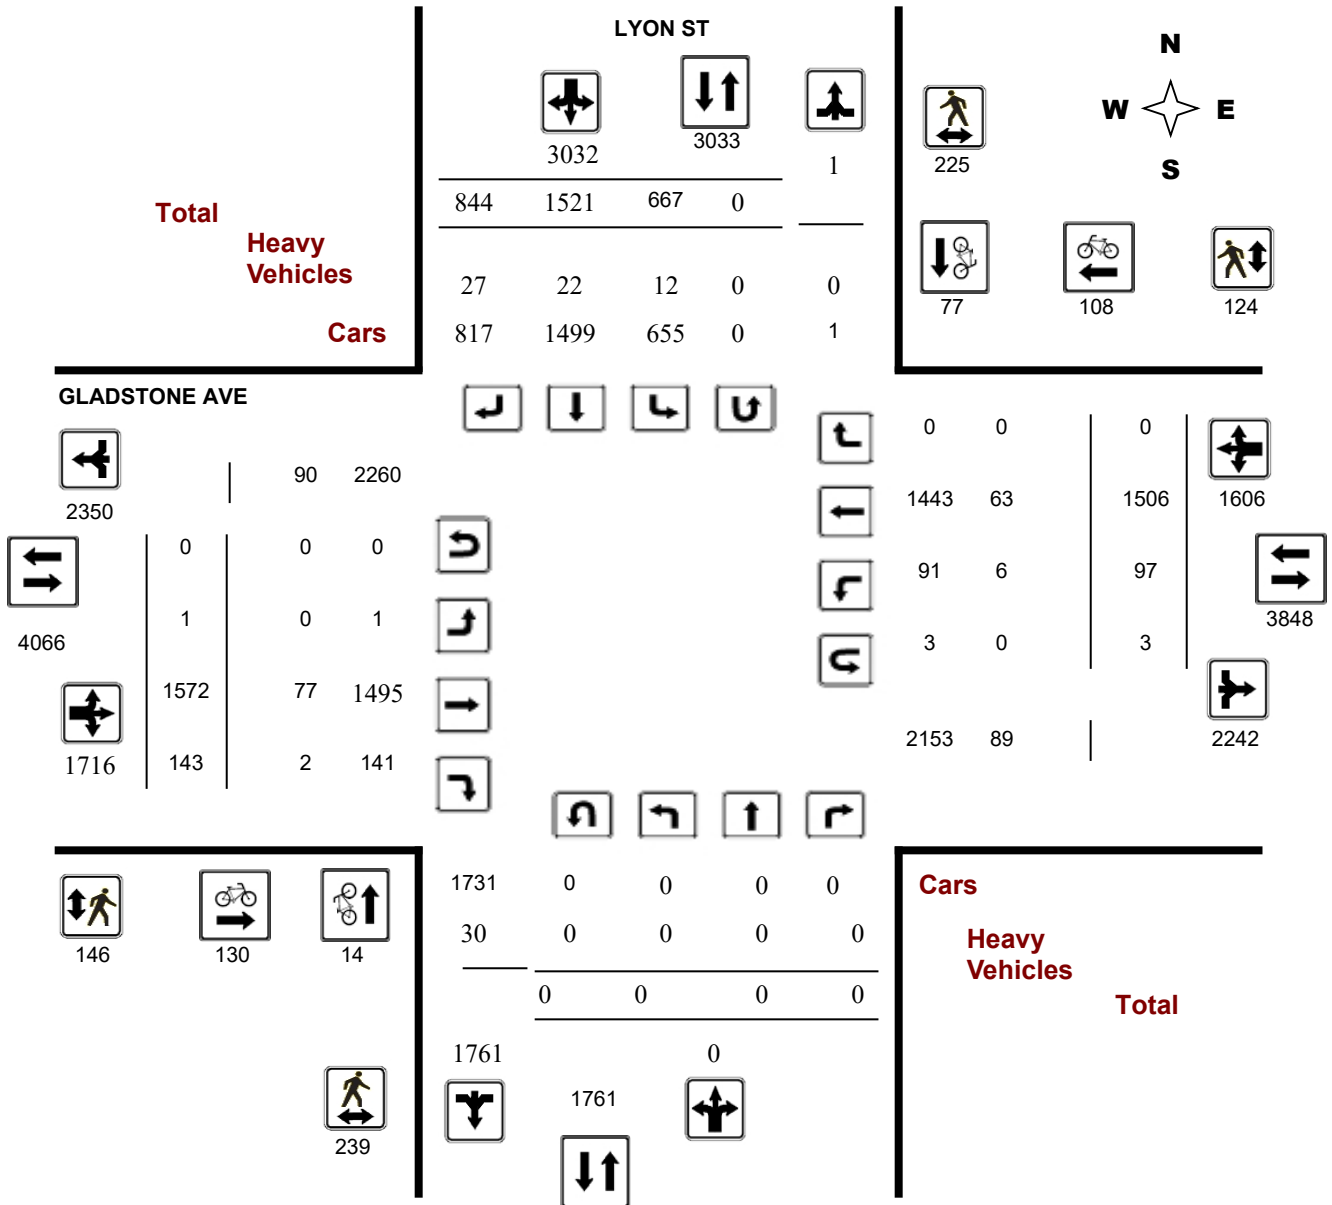 LYON ST
N
W E
S
3032
3033
1
225
844 1521 667 0
Total
Heavy
Vehicles
27 22 12 0 0
77 108 124
Cars
817 1499 655 0 1
GLADSTONE AVE
0 0 0
90 2260
2350
1443 63 1506 1606
0 0 0
91 6 97
3848
1 0 1
4066
3 0 3
1572 77 1495
2153 89 2242
1716 143 2 141
1731 0 0 0 0
Cars
30 0 0 0 0
Heavy
Vehicles
146 130 14
0 0 0 0
Total
1761 0
1761
239